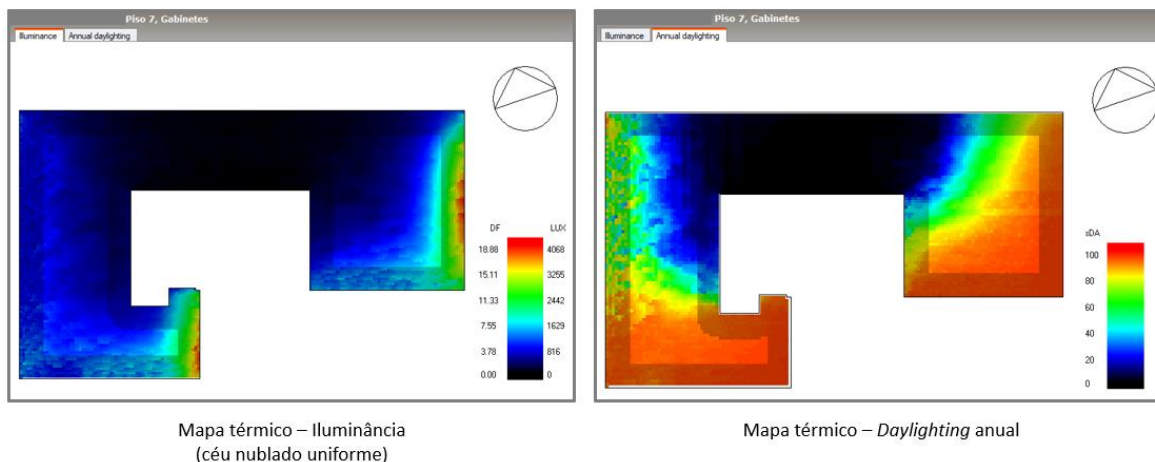 Piso 7, Gabinetes
Illuminance Annual daylighting
DF LUX
18.88 4068
15.11 3255
11.33 2442
7.55 1629
3.78 816
0.00 0
Mapa térmico – Iluminância
(céu nublado uniforme)
Piso 7, Gabinetes
Illuminance Annual daylighting
sDA
100
80
60
40
20
0
Mapa térmico – Daylighting anual